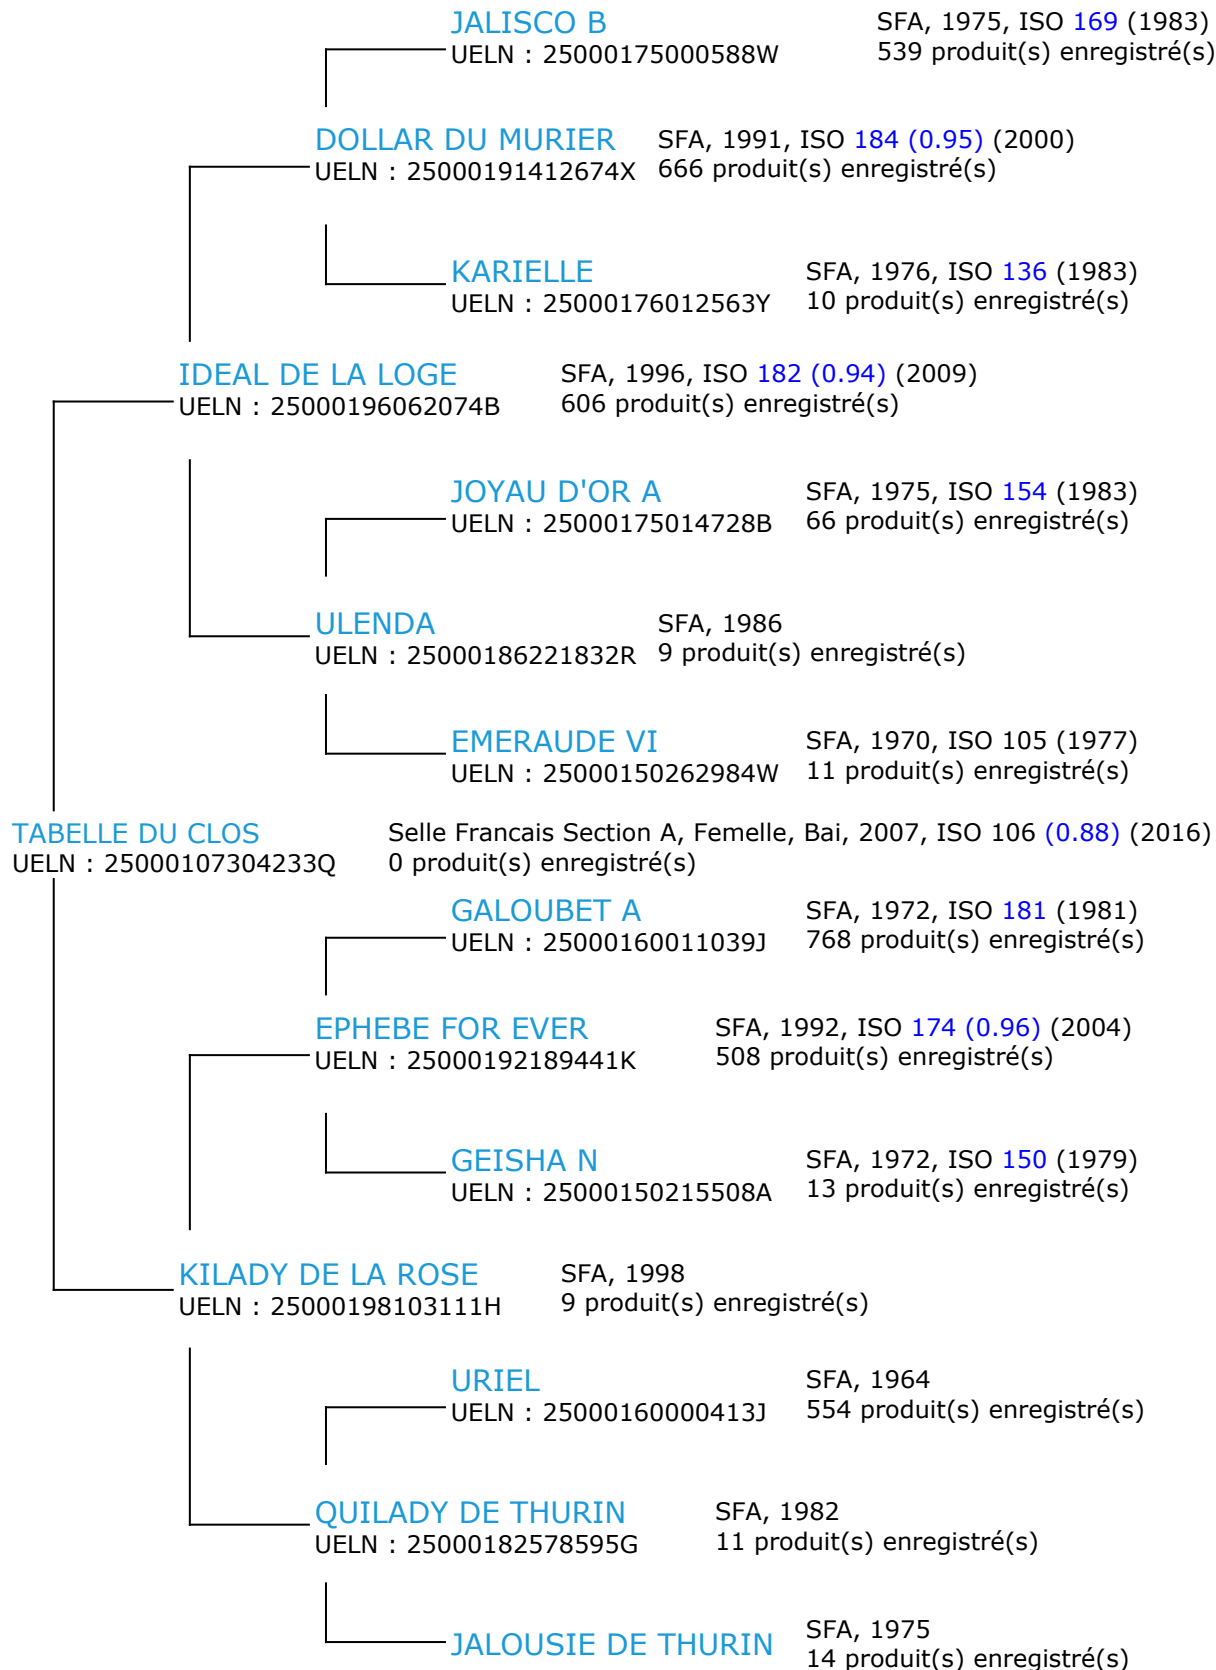 JALISCO B
SFA, 1975, ISO 169 (1983)
UELN : 25000175000588W
539 produit(s) enregistré(s)
DOLLAR DU MURIER
SFA, 1991, ISO 184 (0.95) (2000)
UELN : 25000191412674X
666 produit(s) enregistré(s)
KARIELLE
SFA, 1976, ISO 136 (1983)
UELN : 25000176012563Y
10 produit(s) enregistré(s)
IDEAL DE LA LOGE
SFA, 1996, ISO 182 (0.94) (2009)
UELN : 25000196062074B
606 produit(s) enregistré(s)
JOYAU D'OR A
SFA, 1975, ISO 154 (1983)
UELN : 25000175014728B
66 produit(s) enregistré(s)
ULENDA
SFA, 1986
UELN : 25000186221832R
9 produit(s) enregistré(s)
EMERAUDE VI
SFA, 1970, ISO 105 (1977)
UELN : 25000150262984W
11 produit(s) enregistré(s)
TABELLE DU CLOS
Selle Francais Section A, Femelle, Bai, 2007, ISO 106 (0.88) (2016)
UELN : 25000107304233Q
0 produit(s) enregistré(s)
GALOUBET A
SFA, 1972, ISO 181 (1981)
UELN : 25000160011039J
768 produit(s) enregistré(s)
EPHEBE FOR EVER
SFA, 1992, ISO 174 (0.96) (2004)
UELN : 25000192189441K
508 produit(s) enregistré(s)
GEISHA N
SFA, 1972, ISO 150 (1979)
UELN : 25000150215508A
13 produit(s) enregistré(s)
KILADY DE LA ROSE
SFA, 1998
UELN : 25000198103111H
9 produit(s) enregistré(s)
URIEL
SFA, 1964
UELN : 25000160000413J
554 produit(s) enregistré(s)
QUILADY DE THURIN
SFA, 1982
UELN : 25000182578595G
11 produit(s) enregistré(s)
JALOUSIE DE THURIN
SFA, 1975
14 produit(s) enregistré(s)